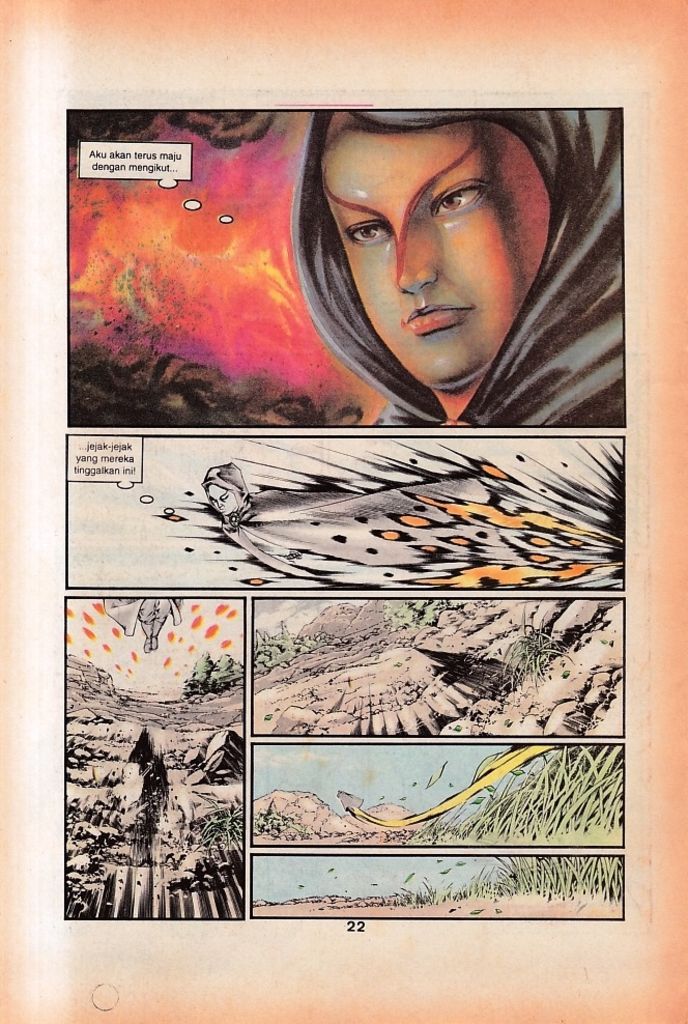 Aku akan terus maju
dengan mengikut...
...jejak-jejak
yang mereka
tinggalkan ini!
22